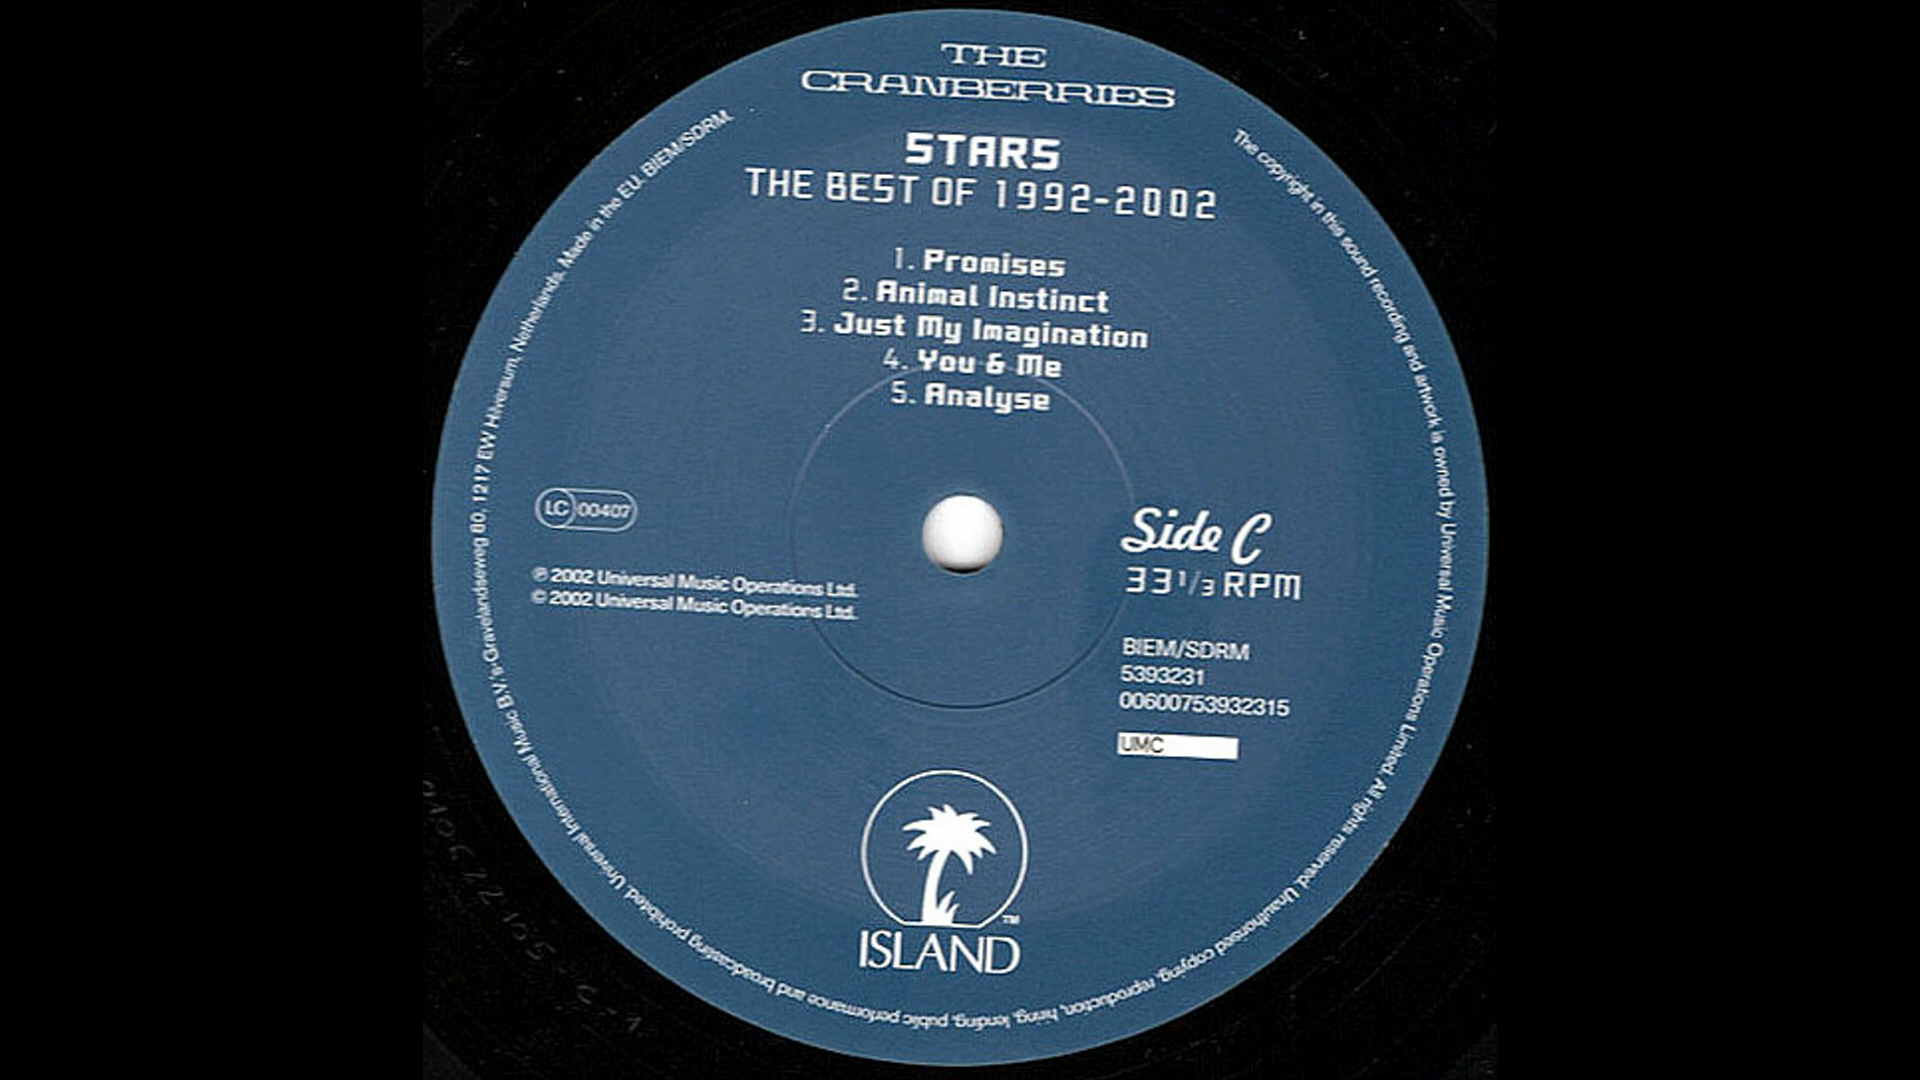 THE
CRANBERRIES
STARS
THE BEST OF 1992-2002
1. Promises
2. Animal Instinct
3. Just My Imagination
4. You & Me
5. Analyse
LC 00407
℗ 2002 Universal Music Operations Ltd.
© 2002 Universal Music Operations Ltd.
Side C
33 1/3 RPM
BIEM/SDRM
5393231
00600753932315
UMC
ISLAND
TM
The copyright in this sound recording and artwork is owned by Universal Music Operations Limited. All rights reserved. Unauthorised copying, reproduction, hiring, lending, public performance and broadcasting prohibited. Universal International Music B.V. 's-Gravelandseweg 80, 1217 EW Hilversum, Netherlands. Made in the EU. BIEM/SDRM.